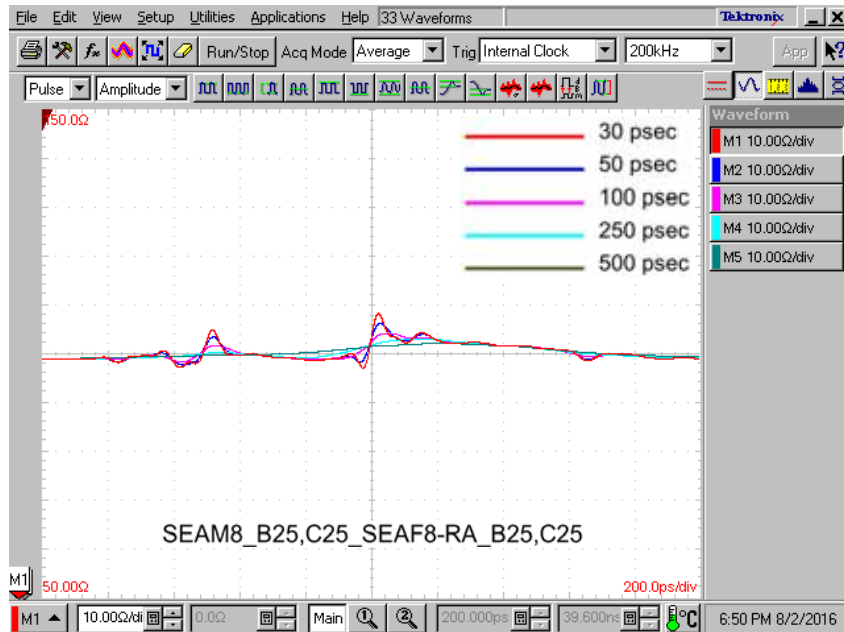 File Edit View Setup Utilities Applications Help 33 Waveforms Tektronix
Run/Stop Acq Mode Average Trig Internal Clock 200kHz App
Pulse Amplitude
50.0Ω
30 psec
50 psec
100 psec
250 psec
500 psec
Waveform
M1 10.00Ω/div
M2 10.00Ω/div
M3 10.00Ω/div
M4 10.00Ω/div
M5 10.00Ω/div
SEAM8_B25,C25_SEAF8-RA_B25,C25
M1
50.00Ω 200.0ps/div
M1 10.00Ω/di 0.0Ω Main 1 2 200.000ps 39.600ns °C 6:50 PM 8/2/2016